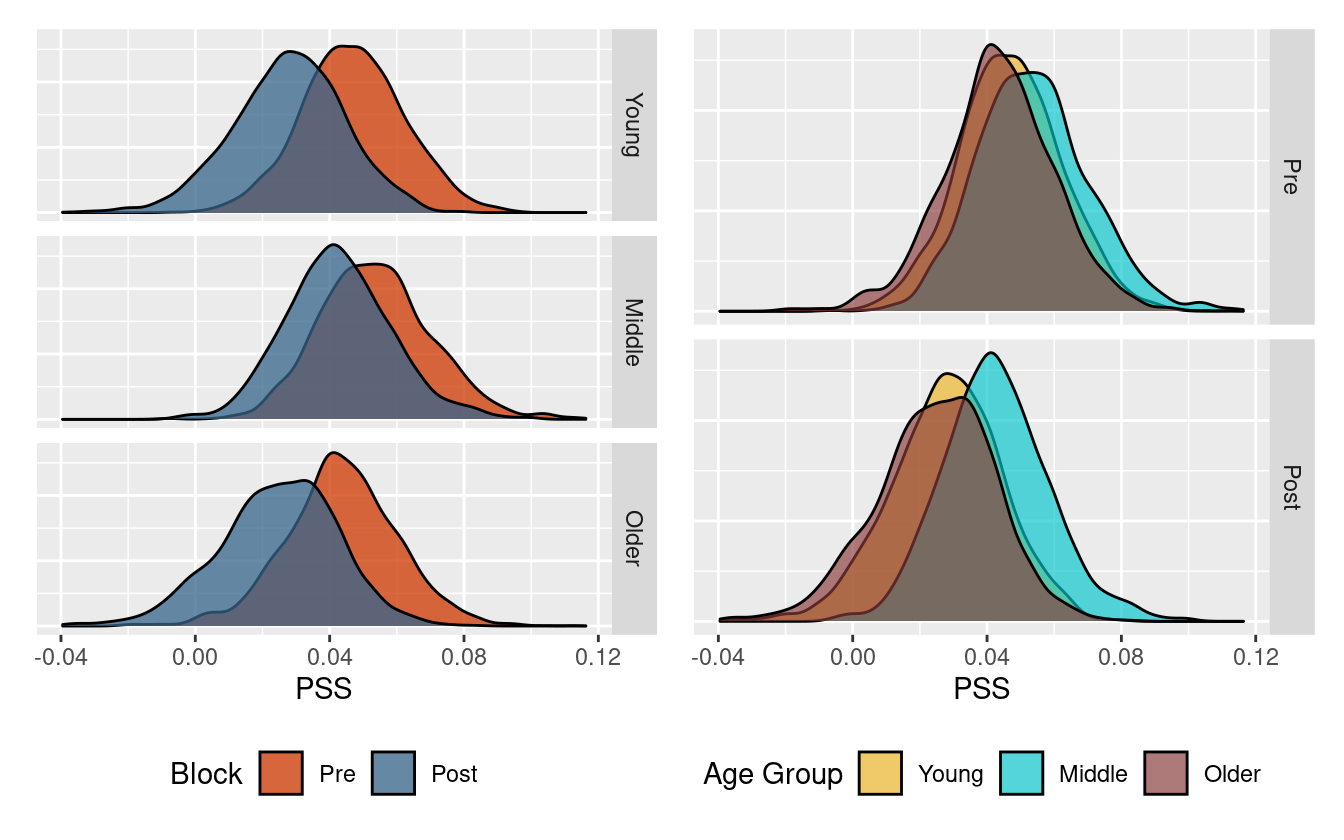 Young
Middle
Older
-0.04 0.00 0.04 0.08 0.12
PSS
Block Pre Post
Pre
Post
-0.04 0.00 0.04 0.08 0.12
PSS
Age Group Young Middle Older